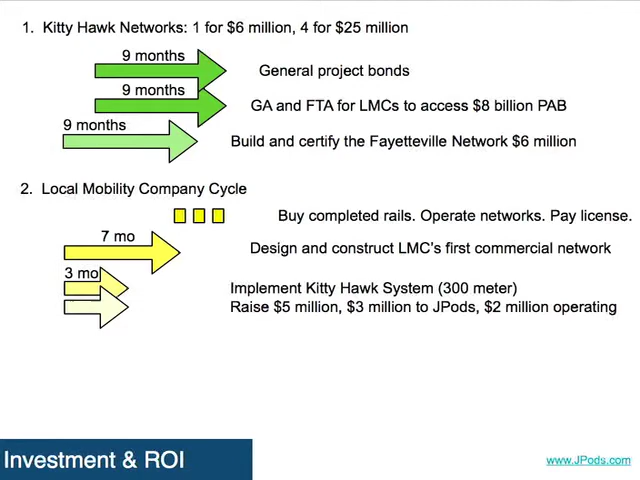 1. Kitty Hawk Networks: 1 for $6 million, 4 for $25 million
9 months
General project bonds
9 months
GA and FTA for LMCs to access $8 billion PAB
9 months
Build and certify the Fayetteville Network $6 million
2. Local Mobility Company Cycle
Buy completed rails. Operate networks. Pay license.
7 mo
Design and construct LMC's first commercial network
3 mo
Implement Kitty Hawk System (300 meter)
Raise $5 million, $3 million to JPods, $2 million operating
Investment & ROI
www.JPods.com